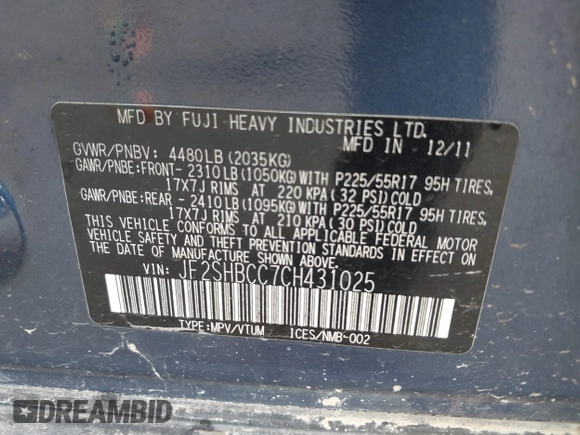 MFD BY FUJI HEAVY INDUSTRIES LTD.
MFD IN 12/11
GVWR/PNBV: 4480LB(2035KG)
GAWR/PNBE:FRONT- 2310LB(1050KG)WITH P225/55R17 95H TIRES,
17X7J RIMS AT 220 KPA(32 PSI)COLD
GAWR/PNBE:REAR - 2410LB(1095KG)WITH P225/55R17 95H TIRES,
17X7J RIMS AT 210 KPA(30 PSI)COLD
THIS VEHICLE CONFORMS TO ALL APPLICABLE FEDERAL MOTOR
VEHICLE SAFETY AND THEFT PREVENTION STANDARDS IN EFFECT ON
THE DATE OF MANUFACTURE SHOWN ABOVE.
VIN: JF2SHBCC7CH431025
TYPE:MPV/VTUM ICES/NMB-002
DREAMBID